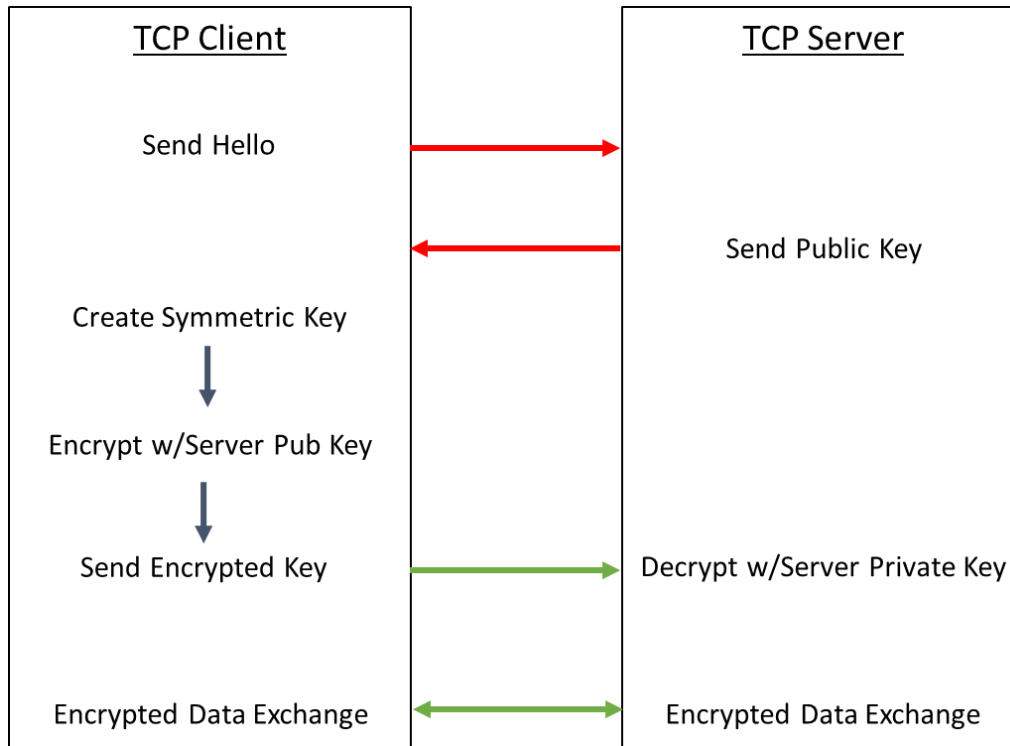 TCP Client
TCP Server
Send Hello
Send Public Key
Create Symmetric Key
Encrypt w/Server Pub Key
Send Encrypted Key
Decrypt w/Server Private Key
Encrypted Data Exchange
Encrypted Data Exchange